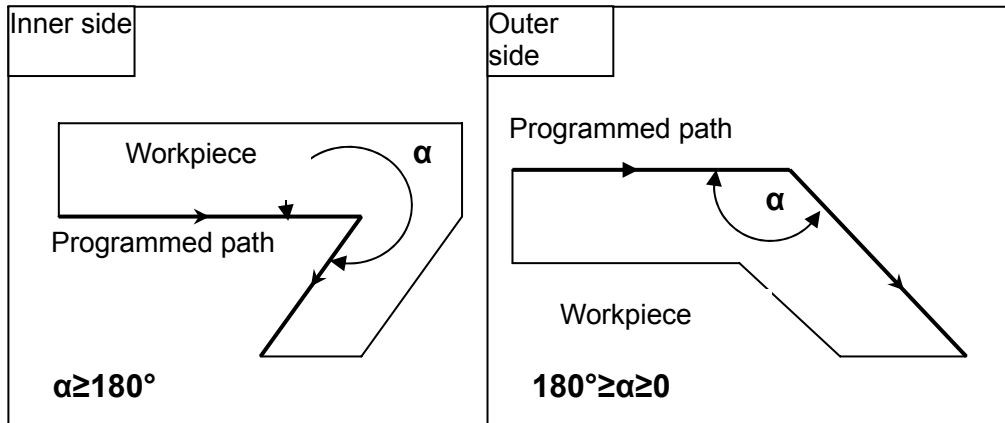 Inner side
Workpiece
α
Programmed path
α≥180°
Outer
side
Programmed path
α
Workpiece
180°≥α≥0